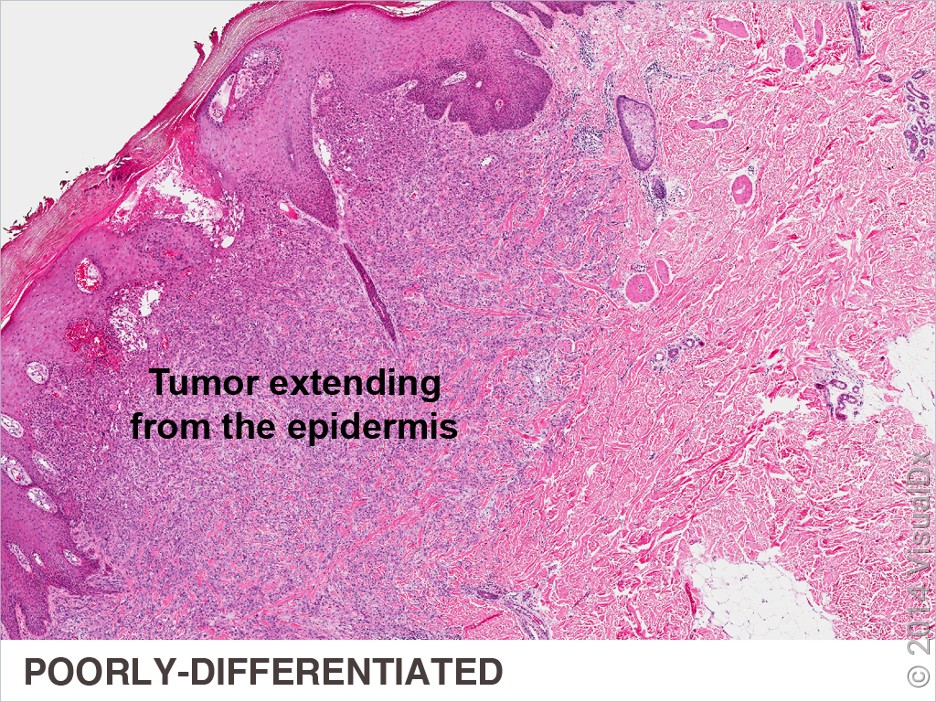 Tumor extending
from the epidermis
POORLY-DIFFERENTIATED
© 2014 VisualDx